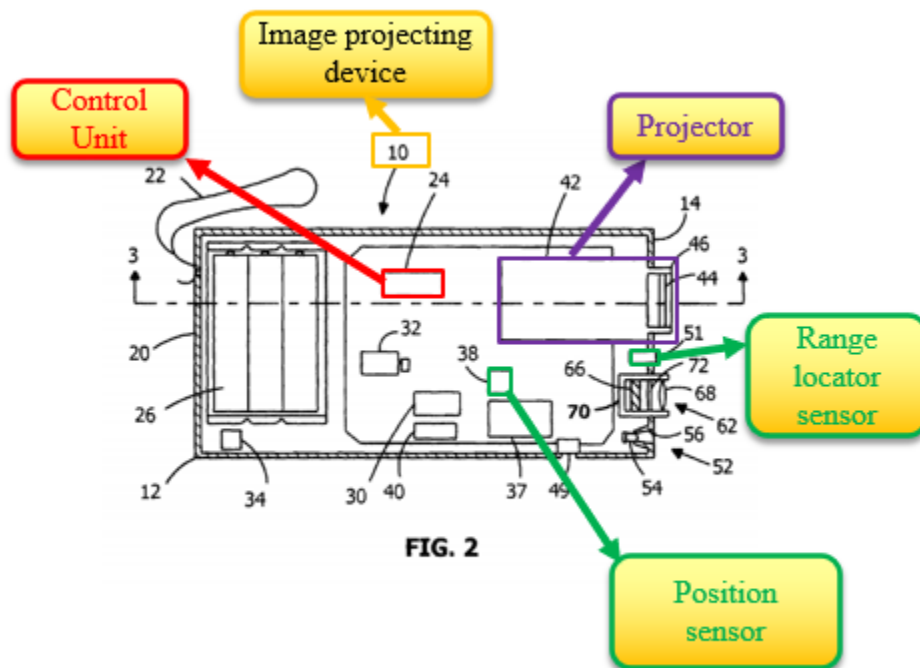 Image projecting
device
Control
Unit
Projector
10
22
24
42
14
46
3
44
3
32
51
20
38
66
72
Range
locator
sensor
26
70
68
62
56
12
34
30
40
37
49
54
52
FIG. 2
Position
sensor